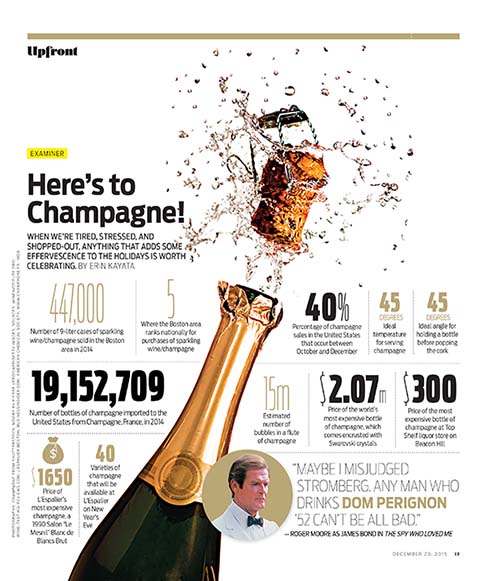 Upfront
EXAMINER
Here's to
Champagne!
WHEN WE'RE TIRED, STRESSED, AND
SHOPPED-OUT, ANYTHING THAT ADDS SOME
EFFERVESCENCE TO THE HOLIDAYS IS WORTH
CELEBRATING. BY ERIN KAYATA
447,000
Number of 9-liter cases of sparkling
wine/champagne sold in the Boston
area in 2014
5
Where the Boston area
ranks nationally for
purchases of sparkling
wine/champagne
40%
Percentage of champagne
sales in the United States
that occur between
October and December
45
DEGREES
Ideal
temperature
for serving
champagne
45
DEGREES
Ideal angle for
holding a bottle
before popping
the cork
19,152,709
Number of bottles of champagne imported to the
United States from Champagne, France, in 2014
15m
Estimated
number of
bubbles in a flute
of champagne
$2.07m
Price of the world's
most expensive bottle
of champagne, which
comes encrusted with
Swarovski crystals
$300
Price of the most
expensive bottle of
champagne at Top
Shelf liquor store on
Beacon Hill
$
$1650
Price of
L'Espalier's
most expensive
champagne, a
1990 Salon "Le
Mesnil" Blanc de
Blancs Brut
40
Varieties of
champagne that
will be
available at
L'Espalier
on New
Year's
Eve
"MAYBE I MISJUDGED
STROMBERG. ANY MAN WHO
DRINKS DOM PERIGNON
'52 CAN'T BE ALL BAD."
— ROGER MOORE AS JAMES BOND IN THE SPY WHO LOVED ME
DECEMBER 20, 2015 17